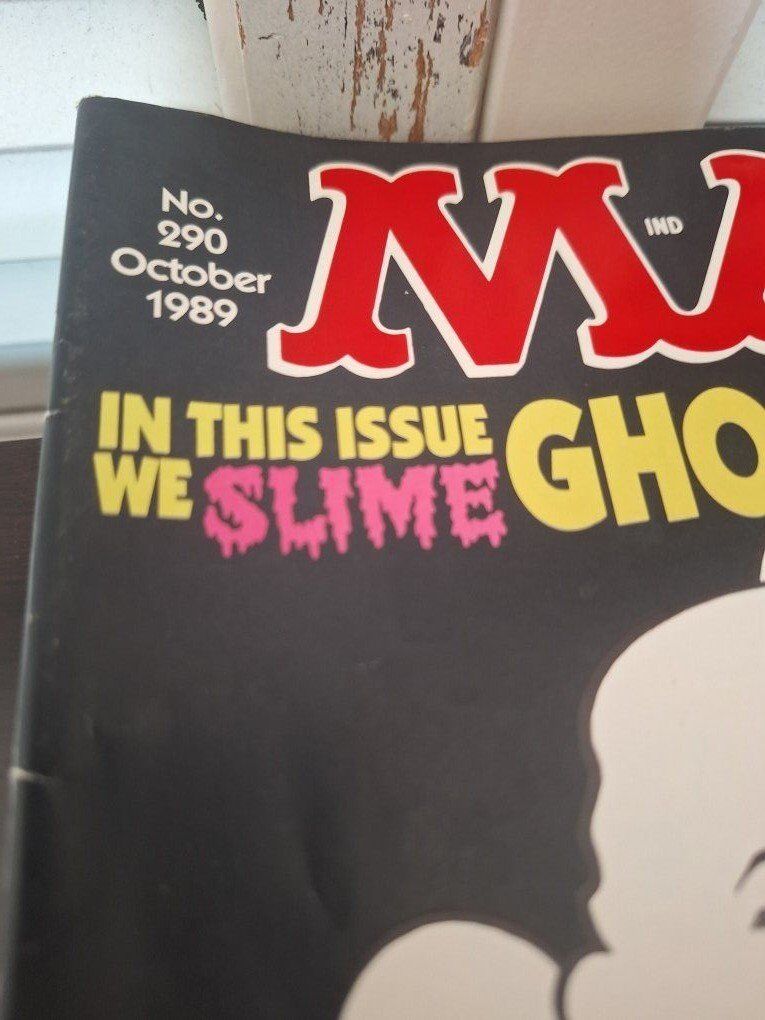 No.
290
October
1989
MA
IND
IN THIS ISSUE
WE SLIME GHO